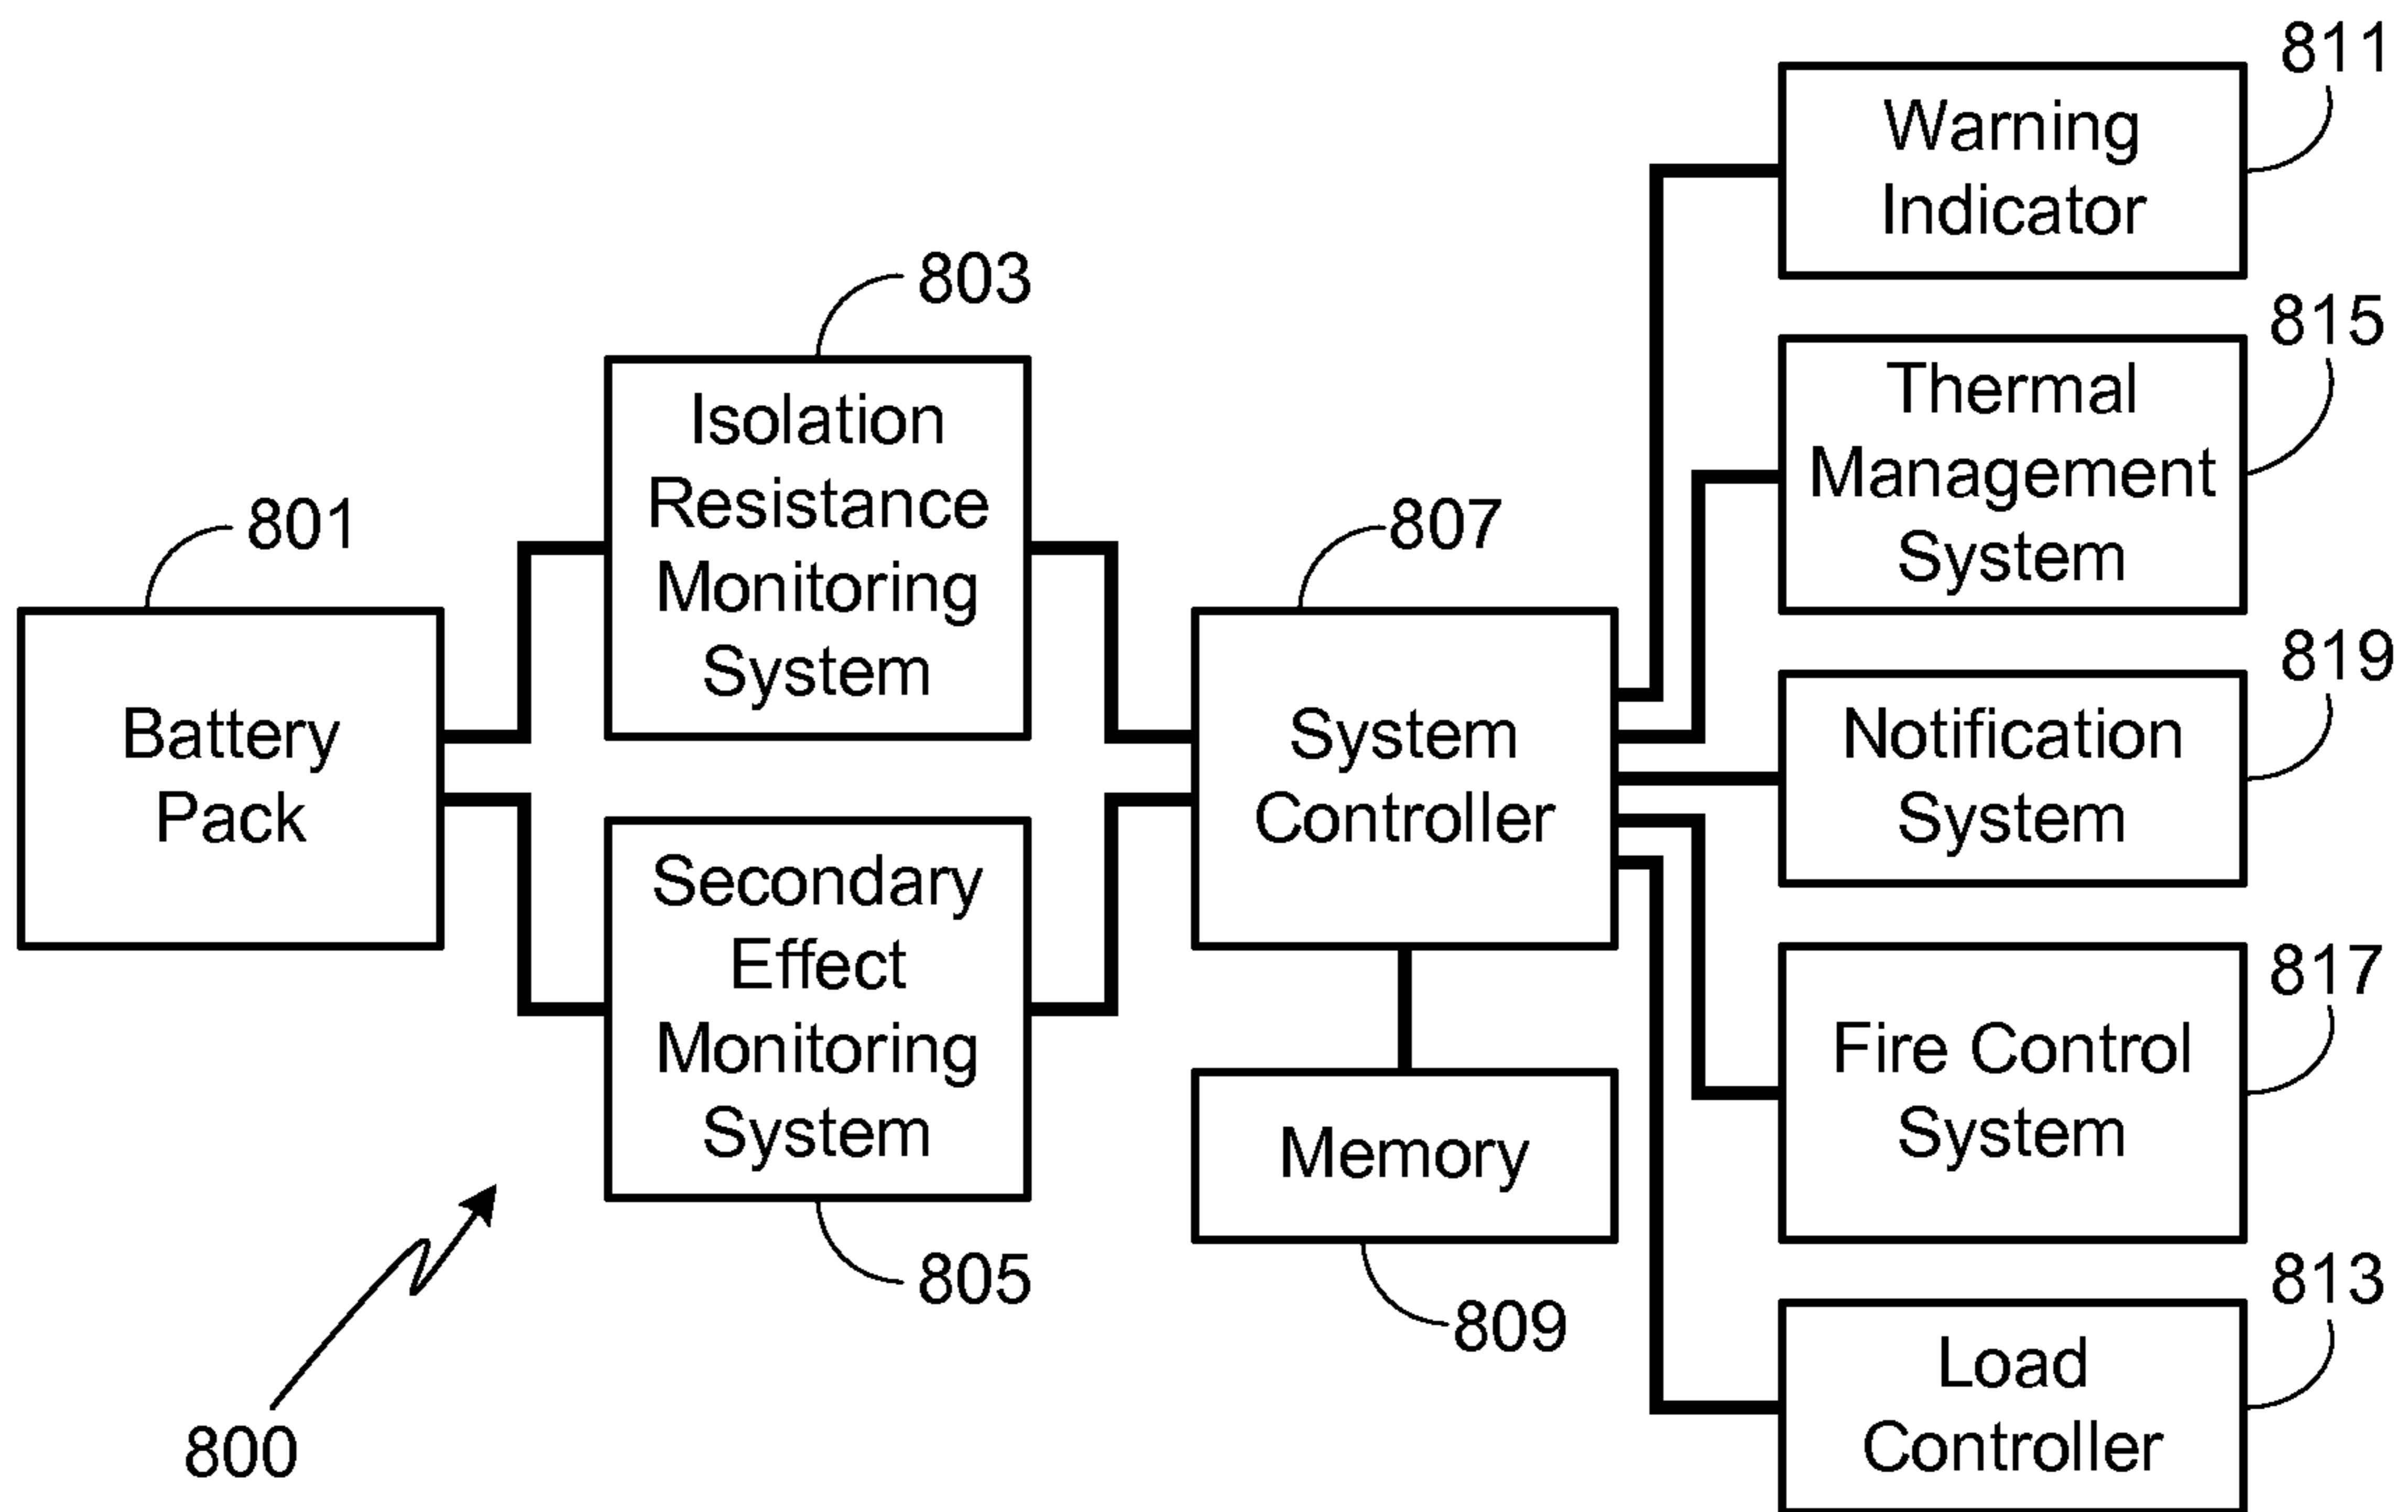 811
Warning
Indicator
803
815
Isolation
Resistance
Monitoring
System
Thermal
Management
System
801
807
819
Battery
Pack
System
Controller
Notification
System
Secondary
Effect
Monitoring
System
817
Fire Control
System
Memory
805
809
813
Load
Controller
800